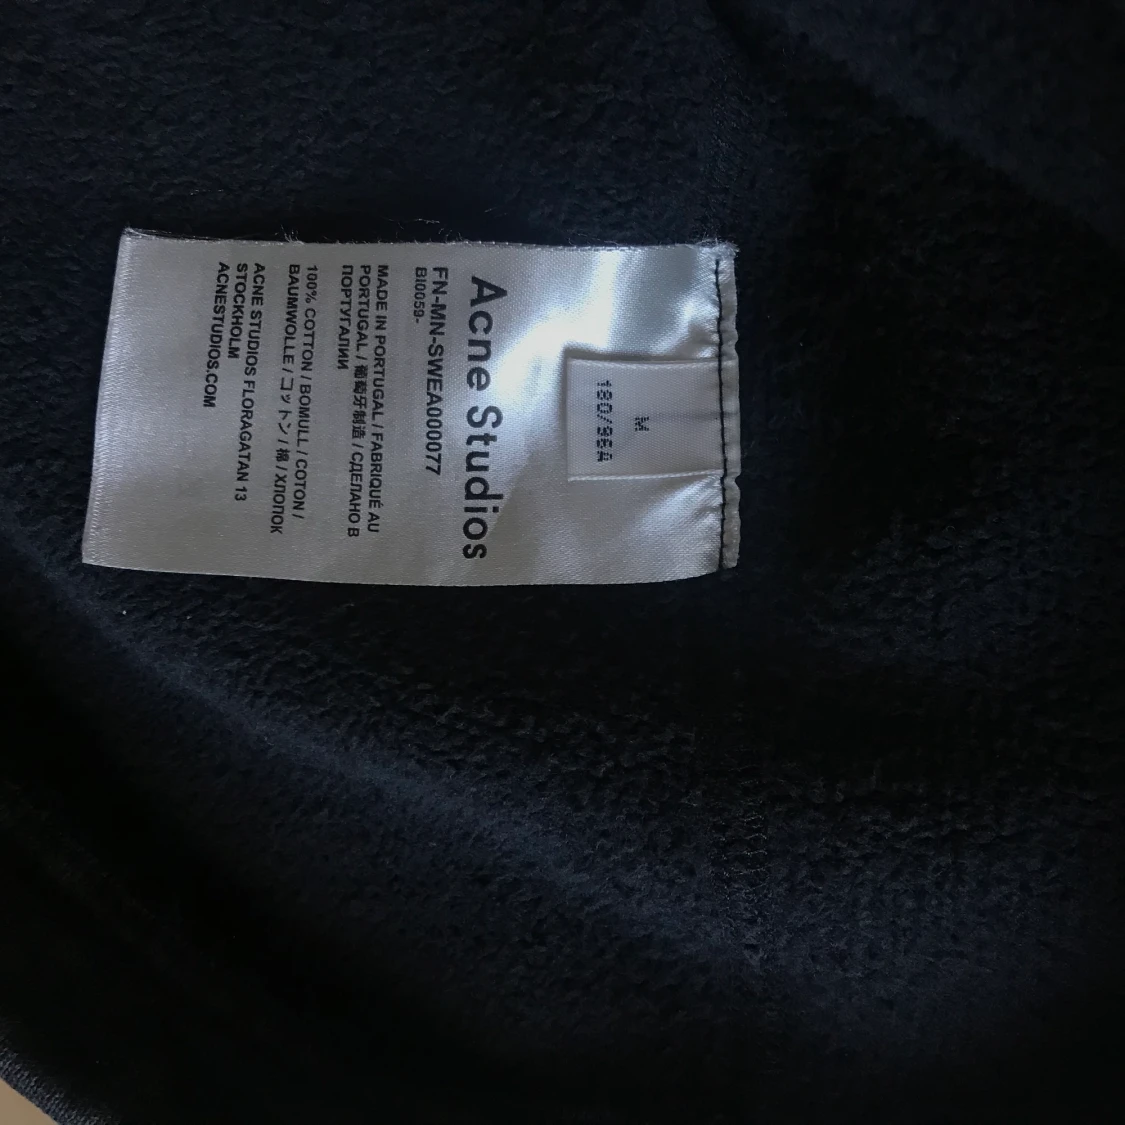 M
180/96A
Acne Studios
FN-MN-SWEA000077
BI0059-
MADE IN PORTUGAL / FABRIQUÉ AU
PORTUGAL / 葡萄牙制造 / СДЕЛАНО В
ПОРТУГАЛИИ
100% COTTON / BOMULL / COTON /
BAUMWOLLE / コットン / 棉 / ХЛОПОК
ACNE STUDIOS FLORAGATAN 13
STOCKHOLM
ACNESTUDIOS.COM